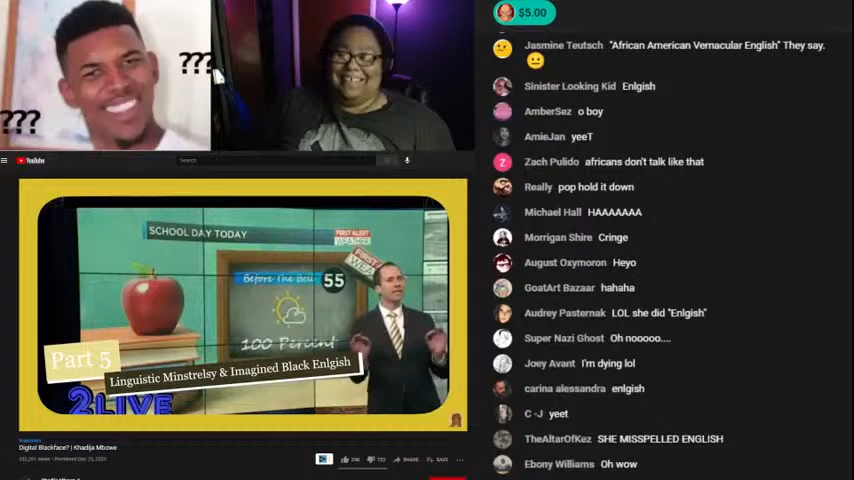 $5.00
Jasmine Teutsch "African American Vernacular English" They say.
Sinister Looking Kid Enlgish
AmberSez o boy
AmieJan yeeT
Z
Zach Pulido africans don't talk like that
Really pop hold it down
Michael Hall HAAAAAAA
Morrigan Shire Cringe
August Oxymoron Heyo
GoatArt Bazaar hahaha
Audrey Pasternak LOL she did "Enlgish"
Super Nazi Ghost Oh nooooo....
Joey Avant I'm dying lol
carina alessandra enlgish
C -J yeet
TheAltarOfKez SHE MISSPELLED ENGLISH
Ebony Williams Oh wow
???
???
YouTube
Search
SCHOOL DAY TODAY
FIRST ALERT
WEATHER
FIRST
WEA
Before The Bell
55
100 Percent
Part 5
Linguistic Minstrelsy & Imagined Black Enlgish
2LIVE
Digital Blackface? | Khadija Mbowe
SHARE
SAVE